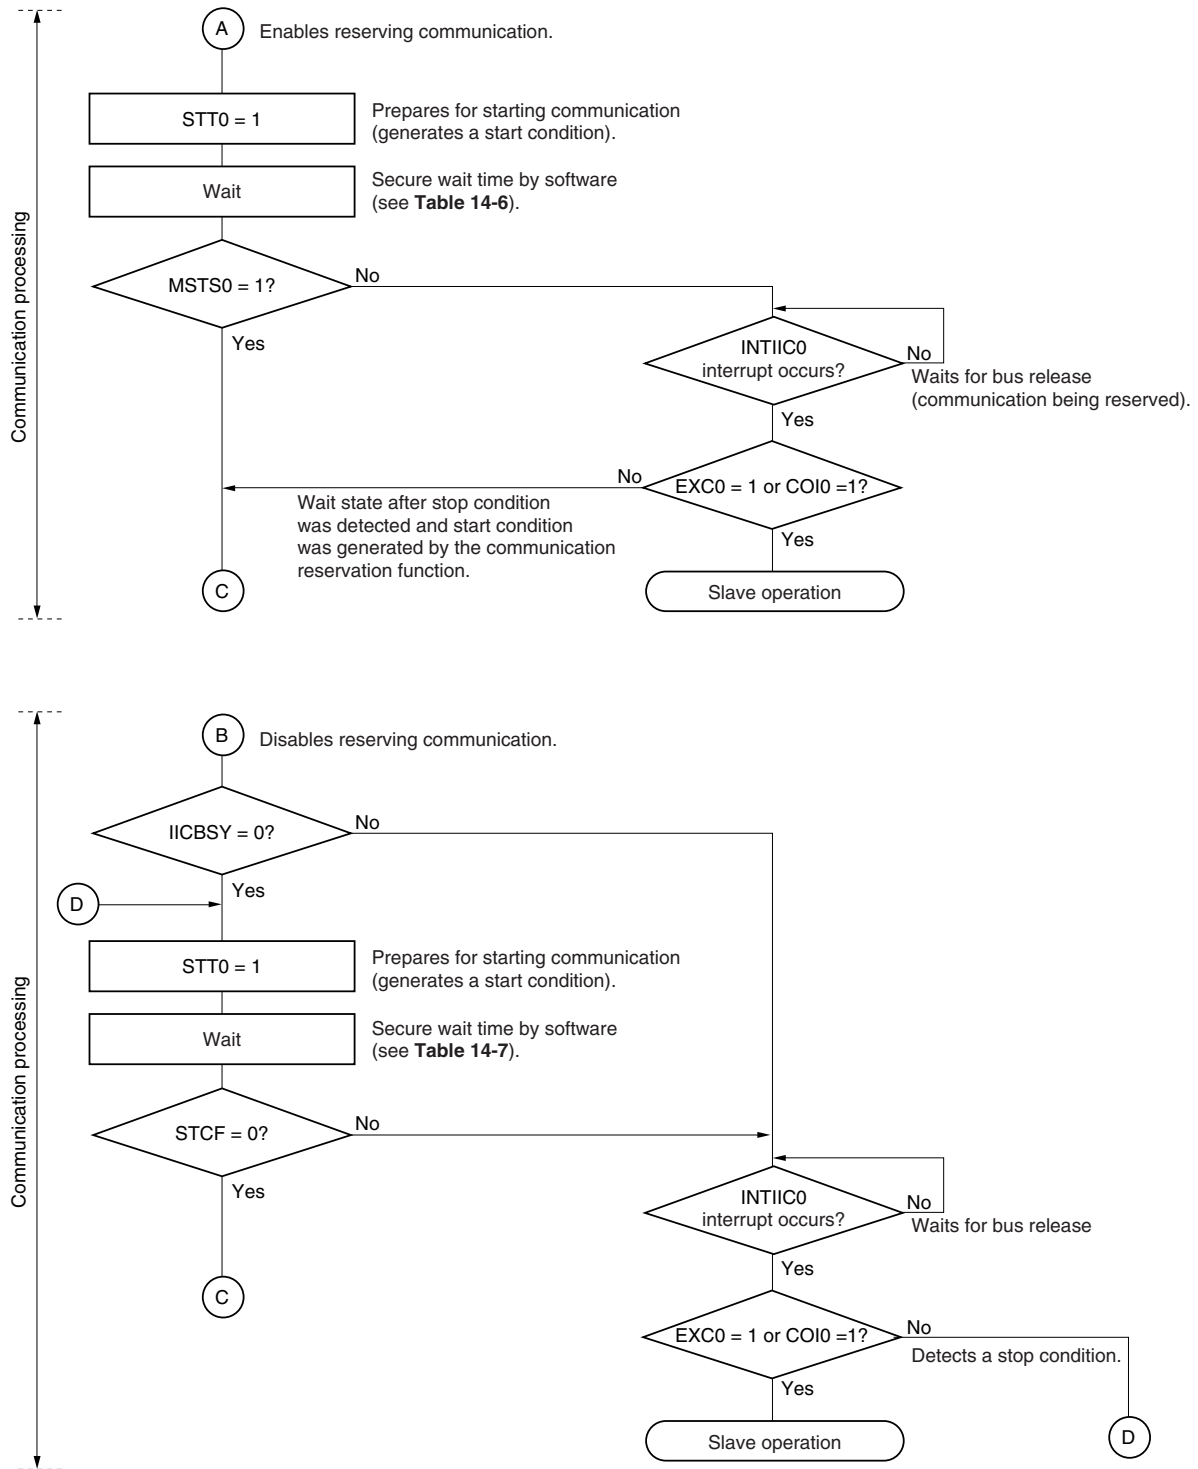 A
Enables reserving communication.
STT0 = 1
Prepares for starting communication
(generates a start condition).
Wait
Secure wait time by software
(see Table 14-6).
Communication processing
MSTS0 = 1?
No
Yes
INTIIC0
interrupt occurs?
No
Waits for bus release
(communication being reserved).
Yes
EXC0 = 1 or COI0 =1?
No
Wait state after stop condition
was detected and start condition
was generated by the communication
reservation function.
Yes
C
Slave operation
B
Disables reserving communication.
IICBSY = 0?
No
Yes
D
STT0 = 1
Prepares for starting communication
(generates a start condition).
Wait
Secure wait time by software
(see Table 14-7).
Communication processing
STCF = 0?
No
Yes
INTIIC0
interrupt occurs?
No
Waits for bus release
Yes
C
EXC0 = 1 or COI0 =1?
No
Detects a stop condition.
Yes
Slave operation
D